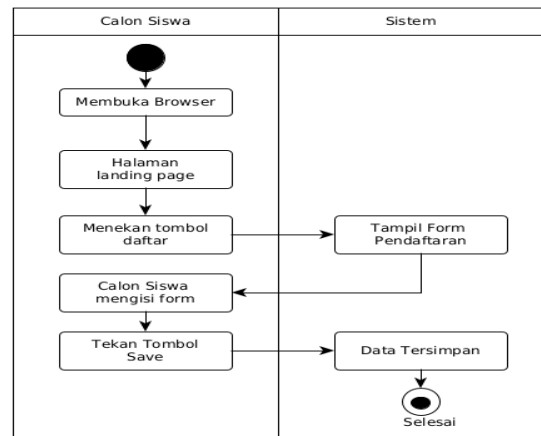 Calon Siswa
Sistem
Membuka Browser
Halaman
landing page
Menekan tombol
daftar
Tampil Form
Pendaftaran
Calon Siswa
mengisi form
Tekan Tombol
Save
Data Tersimpan
Selesai